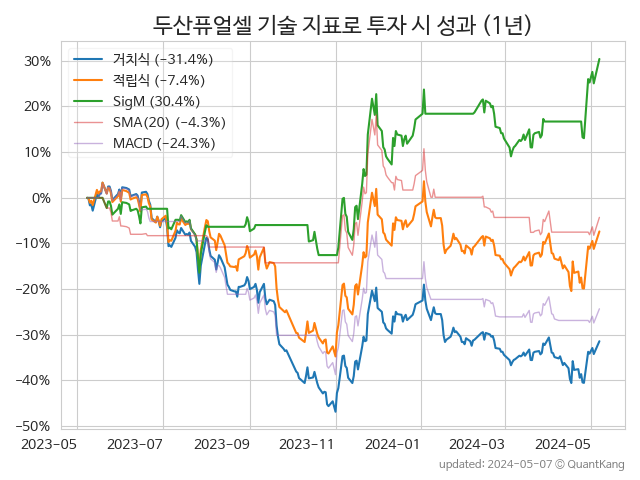 두산퓨얼셀 기술 지표로 투자 시 성과 (1년)
거치식 (−31.4%)
적립식 (−7.4%)
SigM (30.4%)
SMA(20) (−4.3%)
MACD (−24.3%)
30%
20%
10%
0%
−10%
−20%
−30%
−40%
−50%
2023-05 2023-07 2023-09 2023-11 2024-01 2024-03 2024-05
updated: 2024-05-07 © QuantKang